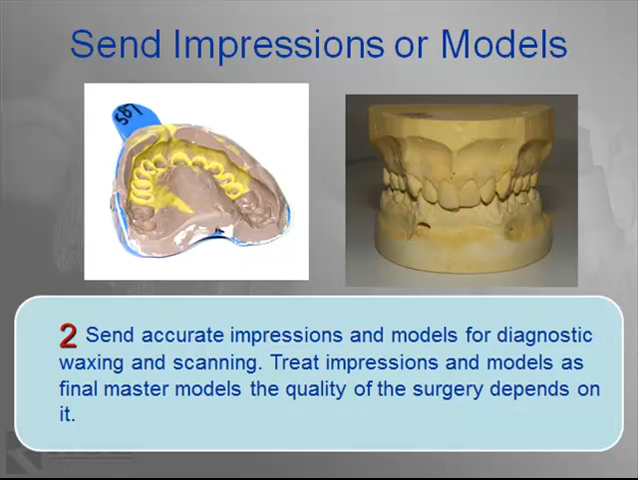 Send Impressions or Models
587
2 Send accurate impressions and models for diagnostic
waxing and scanning. Treat impressions and models as
final master models the quality of the surgery depends on
it.